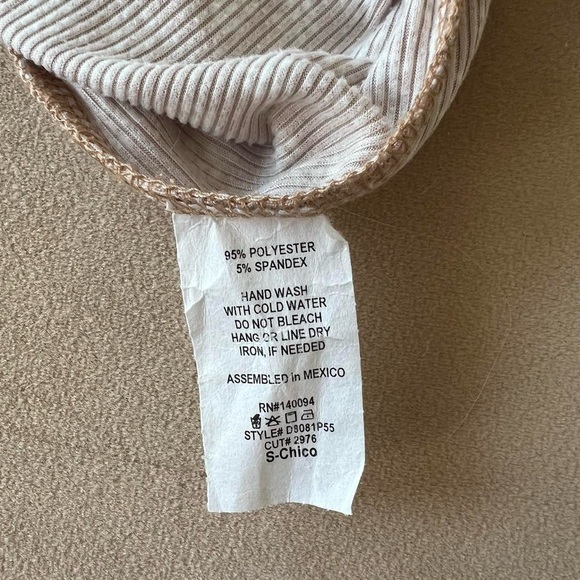 95% POLYESTER
5% SPANDEX
HAND WASH
WITH COLD WATER
DO NOT BLEACH
HANG OR LINE DRY
IRON, IF NEEDED
ASSEMBLED in MEXICO
RN#140094
STYLE# D8081P55
CUT# 2976
S-Chico